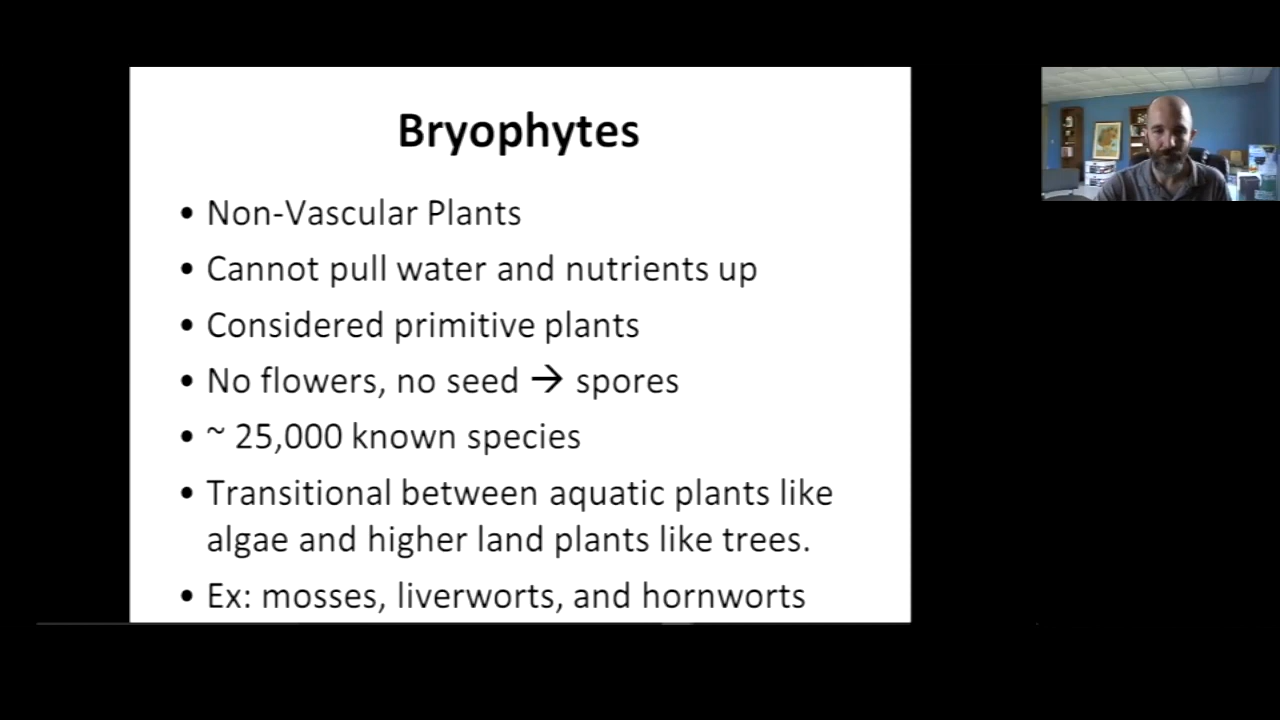 Bryophytes
• Non-Vascular Plants
• Cannot pull water and nutrients up
• Considered primitive plants
• No flowers, no seed → spores
• ~ 25,000 known species
• Transitional between aquatic plants like
algae and higher land plants like trees.
• Ex: mosses, liverworts, and hornworts